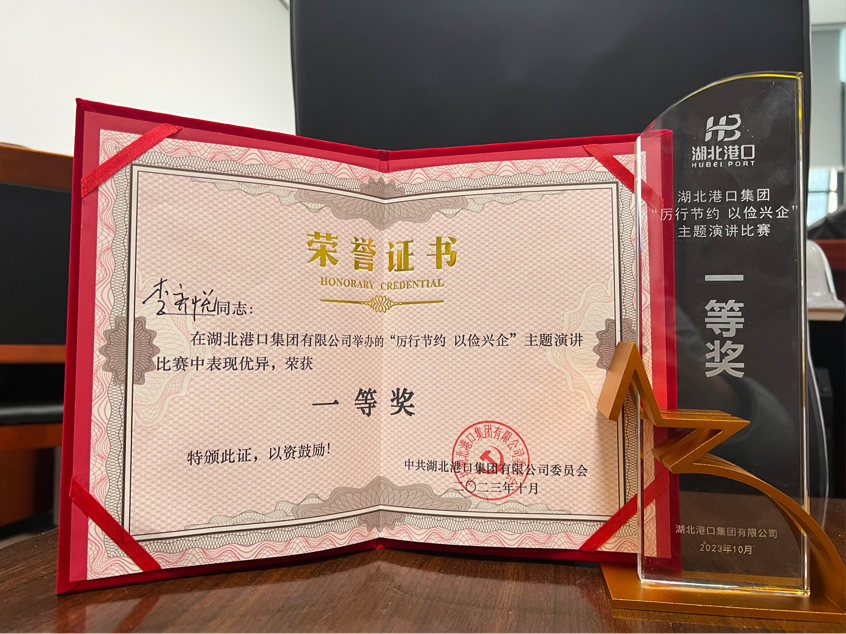 荣誉证书
HONORARY CREDENTIAL
同志：
在湖北港口集团有限公司举办的“厉行节约 以俭兴企”主题演讲
比赛中表现优异，荣获
一等奖
特颁此证，以资鼓励！
中共湖北港口集团有限公司委员会
二〇二三年十月
湖北港口
HUBEI PORT
湖北港口集团
“厉行节约 以俭兴企”
主题演讲比赛
一等奖
湖北港口集团有限公司
2023年10月